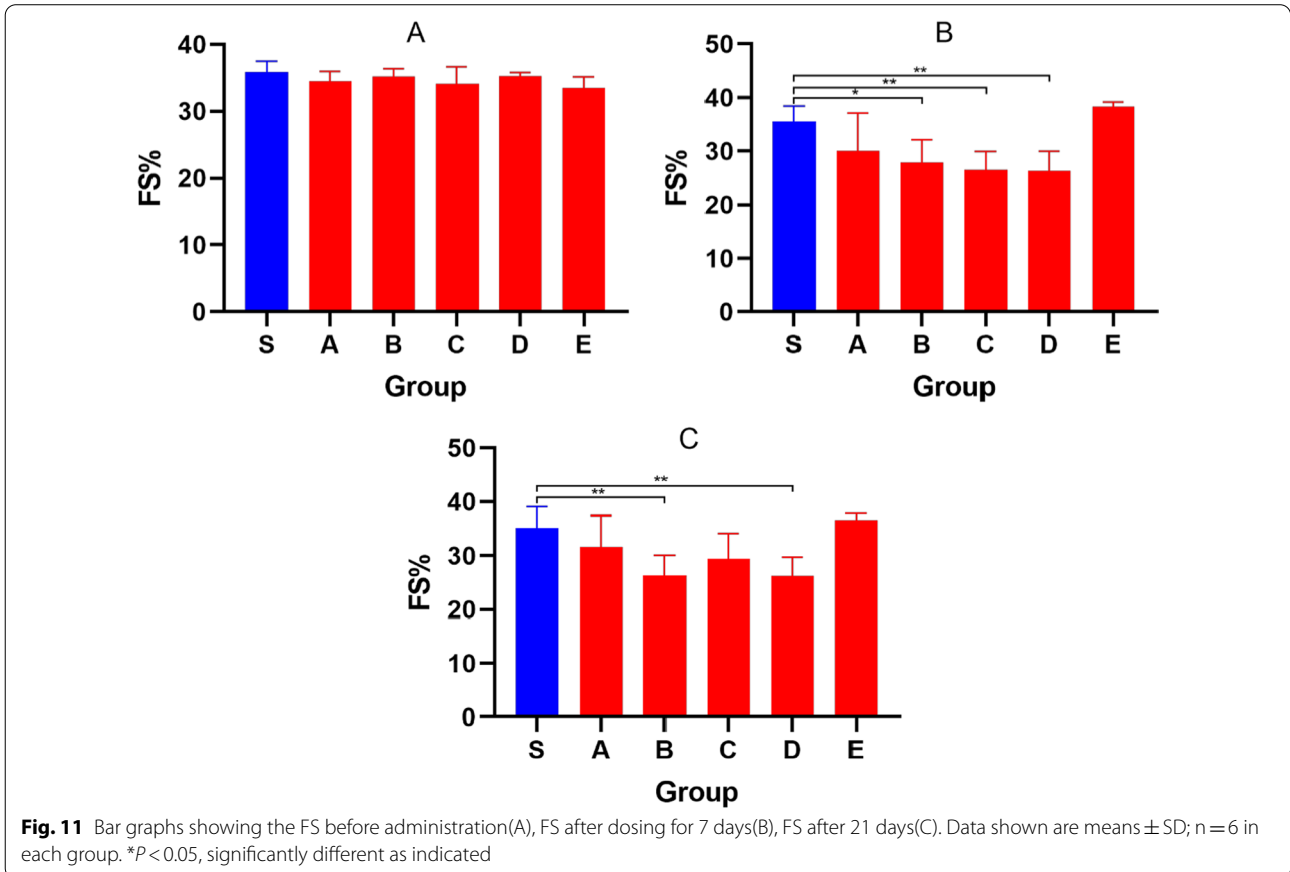 A
FS%
40
30
20
10
0
S A B C D E
Group
B
FS%
50
40
30
20
10
0
**
**
*
S A B C D E
Group
C
FS%
50
40
30
20
10
0
**
**
S A B C D E
Group
Fig. 11 Bar graphs showing the FS before administration(A), FS after dosing for 7 days(B), FS after 21 days(C). Data shown are means ± SD; n = 6 in
each group. *P < 0.05, significantly different as indicated